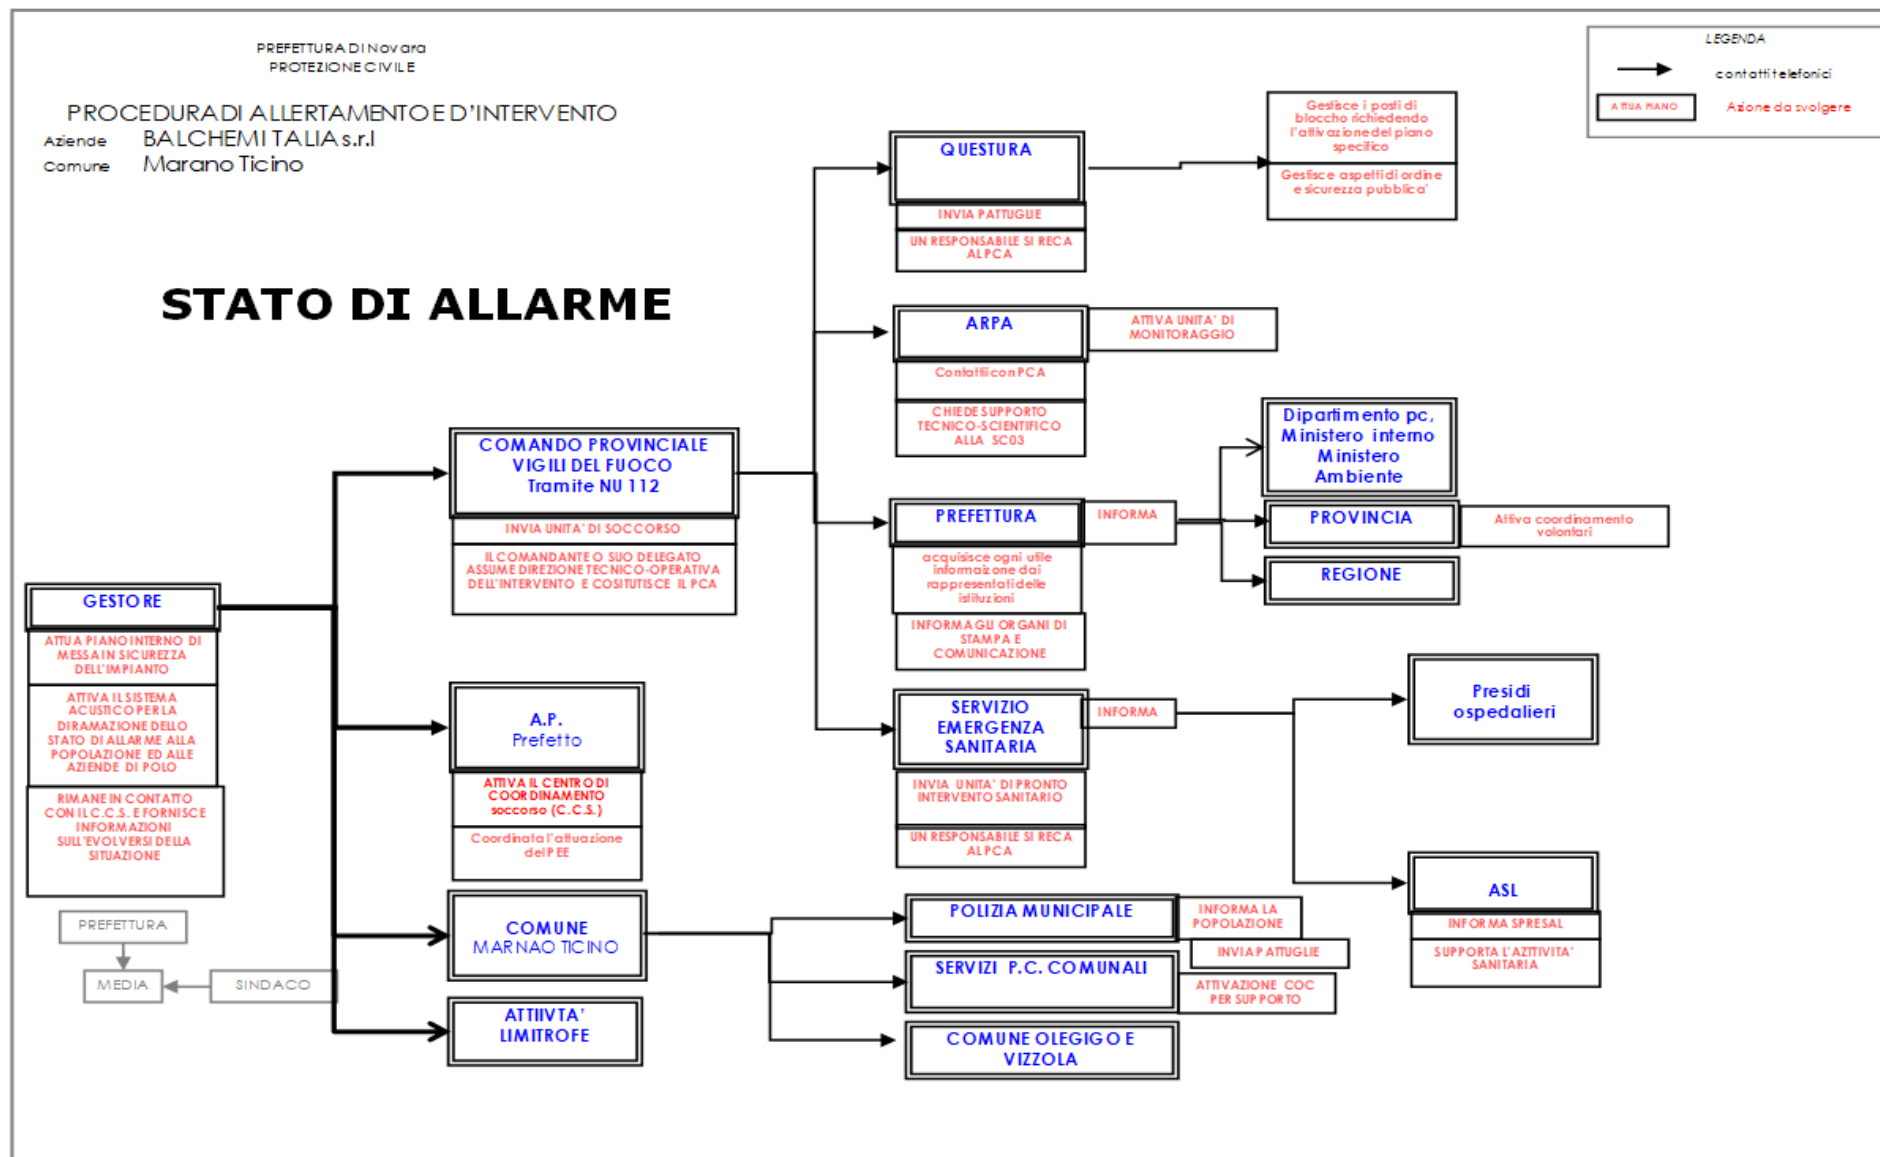 PREFETTURA DI Novara
PROTEZIONE CIVILE
PROCEDURA DI ALLERTAMENTO E D'INTERVENTO
Aziende BALCHEM ITALIA s.r.l
Comune Marano Ticino
STATO DI ALLARME
LEGENDA
contatti telefonici
ATTUA PIANO
Azione da svolgere
GESTORE
ATTUA PIANO INTERNO DI
MESSA IN SICUREZZA
DELL'IMPIANTO
ATTIVA IL SISTEMA
ACUSTICO PER LA
DIRAMAZIONE DELLO
STATO DI ALLARME ALLA
POPOLAZIONE ED ALLE
AZIENDE DI POLO
RIMANE IN CONTATTO
CON IL C.C.S. E FORNISCE
INFORMAZIONI
SULL'EVOLVERSI DELLA
SITUAZIONE
PREFETTURA
MEDIA
SINDACO
COMANDO PROVINCIALE
VIGILI DEL FUOCO
Tramite NU 112
INVIA UNITA' DI SOCCORSO
IL COMANDANTE O SUO DELEGATO
ASSUME DIREZIONE TECNICO-OPERATIVA
DELL'INTERVENTO E COSITUTISCE IL PCA
A.P.
Prefetto
ATTIVA IL CENTRO DI
COORDINAMENTO
soccorso (C.C.S.)
Coordinata l'attuazione
del PEE
COMUNE
MARNAO TICINO
ATTIIVTA'
LIMITROFE
QUESTURA
INVIA PATTUGLIE
UN RESPONSABILE SI RECA
AL PCA
Gestisce i posti di
bloccho richiedendo
l'attivazione del piano
specifico
Gestisce aspetti di ordine
e sicurezza pubblica'
ARPA
ATTIVA UNITA' DI
MONITORAGGIO
Contatti con PCA
CHIEDE SUPPORTO
TECNICO-SCIENTIFICO
ALLA SC03
PREFETTURA
INFORMA
acquisisce ogni utile
informaizone dai
rappresentati delle
istituzioni
INFORMA GLI ORGANI DI
STAMPA E
COMUNICAZIONE
Dipartimento pc,
Ministero interno
Ministero
Ambiente
PROVINCIA
Attiva coordinamento
volontari
REGIONE
SERVIZIO
EMERGENZA
SANITARIA
INFORMA
INVIA UNITA' DI PRONTO
INTERVENTO SANITARIO
UN RESPONSABILE SI RECA
AL PCA
Presidi
ospedalieri
ASL
INFORMA SPRESAL
SUPPORTA L'AZTIVITA'
SANITARIA
POLIZIA MUNICIPALE
INFORMA LA
POPOLAZIONE
INVIA PATTUGLIE
SERVIZI P.C. COMUNALI
ATTIVAZIONE COC
PER SUPPORTO
COMUNE OLEGIGO E
VIZZOLA